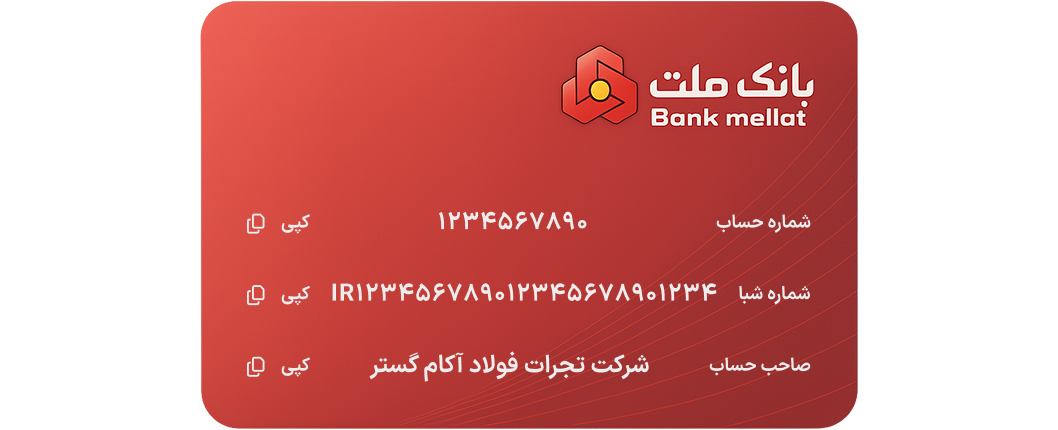 بانک ملت
Bank mellat
شماره حساب ۱۲۳۴۵۶۷۸۹۰ کپی
شماره شبا IR۱۲۳۴۵۶۷۸۹۰۱۲۳۴۵۶۷۸۹۰۱۲۳۴ کپی
صاحب حساب شرکت تجرات فولاد آکام گستر کپی